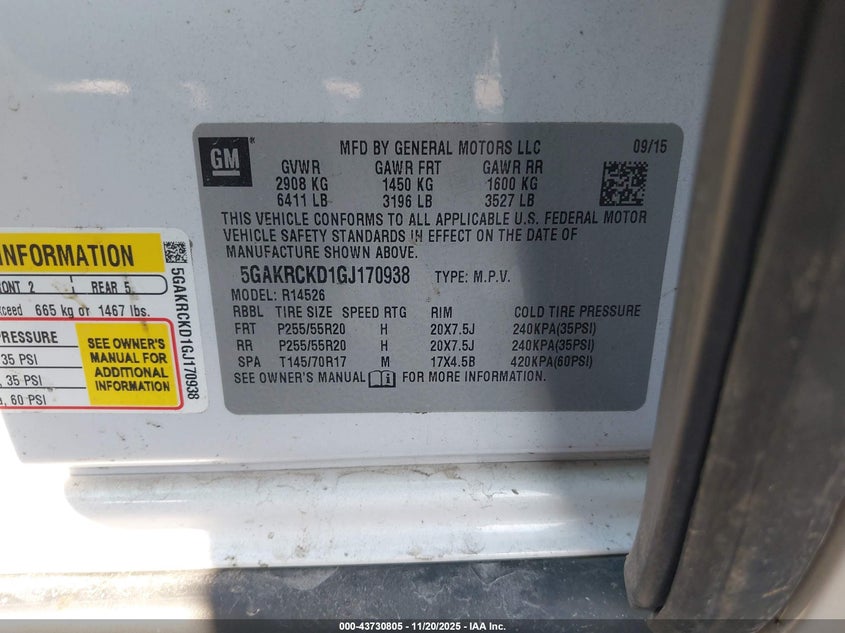 GM
MFD BY GENERAL MOTORS LLC 09/15
GVWR GAWR FRT GAWR RR
2908 KG 1450 KG 1600 KG
6411 LB 3196 LB 3527 LB
THIS VEHICLE CONFORMS TO ALL APPLICABLE U.S. FEDERAL MOTOR
VEHICLE SAFETY STANDARDS IN EFFECT ON THE DATE OF
MANUFACTURE SHOWN ABOVE.
5GAKRCKD1GJ170938 TYPE: M.P.V.
MODEL: R14526
RBBL TIRE SIZE SPEED RTG RIM COLD TIRE PRESSURE
FRT P255/55R20 H 20X7.5J 240KPA(35PSI)
RR P255/55R20 H 20X7.5J 240KPA(35PSI)
SPA T145/70R17 M 17X4.5B 420KPA(60PSI)
SEE OWNER'S MANUAL FOR MORE INFORMATION.
INFORMATION
2 REAR 5
665 kg or 1467 lbs.
PRESSURE
35 PSI
, 35 PSI
, 60 PSI
SEE OWNER'S
MANUAL FOR
ADDITIONAL
INFORMATION
5GAKRCKD1GJ170938
000-43730805 - 11/20/2025 - IAA Inc.